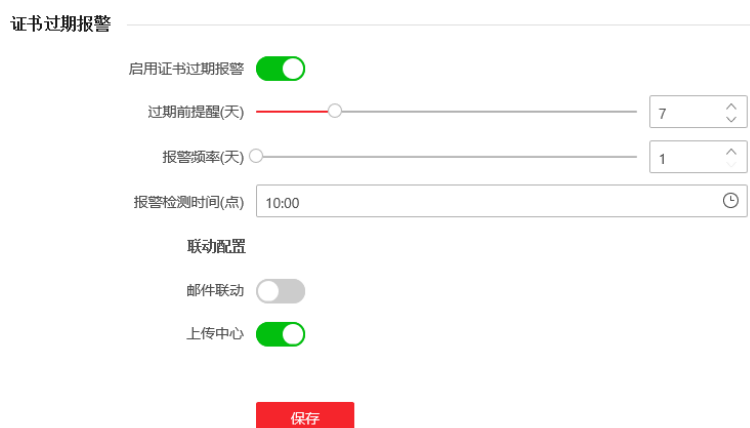 证书过期报警
启用证书过期报警
过期前提醒(天) 7
报警频率(天) 1
报警检测时间(点) 10:00
联动配置
邮件联动
上传中心
保存